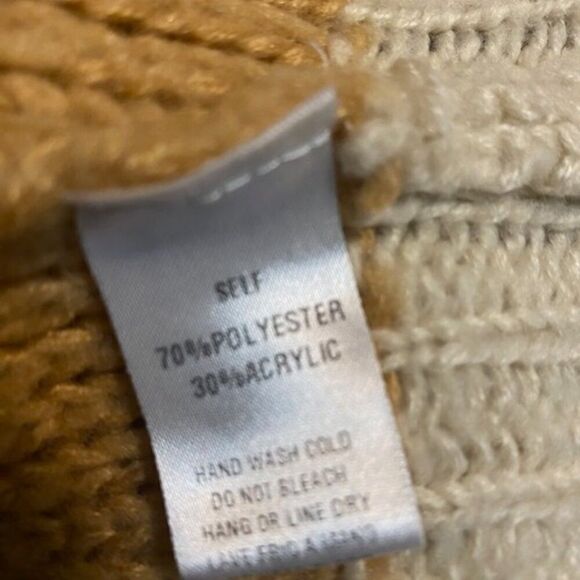 SELF
70%POLYESTER
30%ACRYLIC
HAND WASH COLD
DO NOT BLEACH
HANG OR LINE DRY